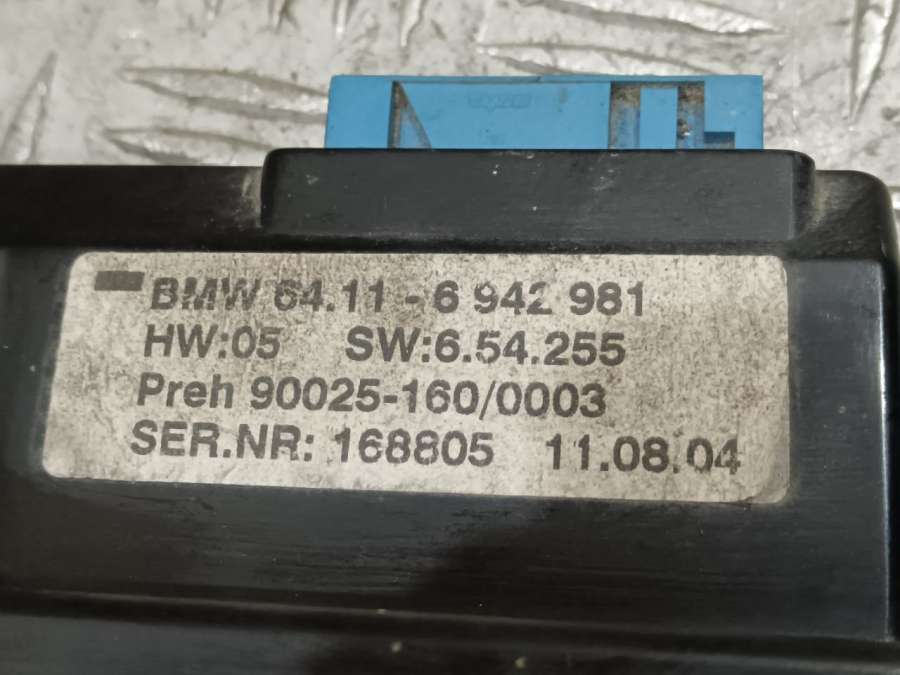 BMW 64.11 - 6 942 981
HW:05 SW:6.54.255
Preh 90025-160/0003
SER.NR: 168805 11.08.04